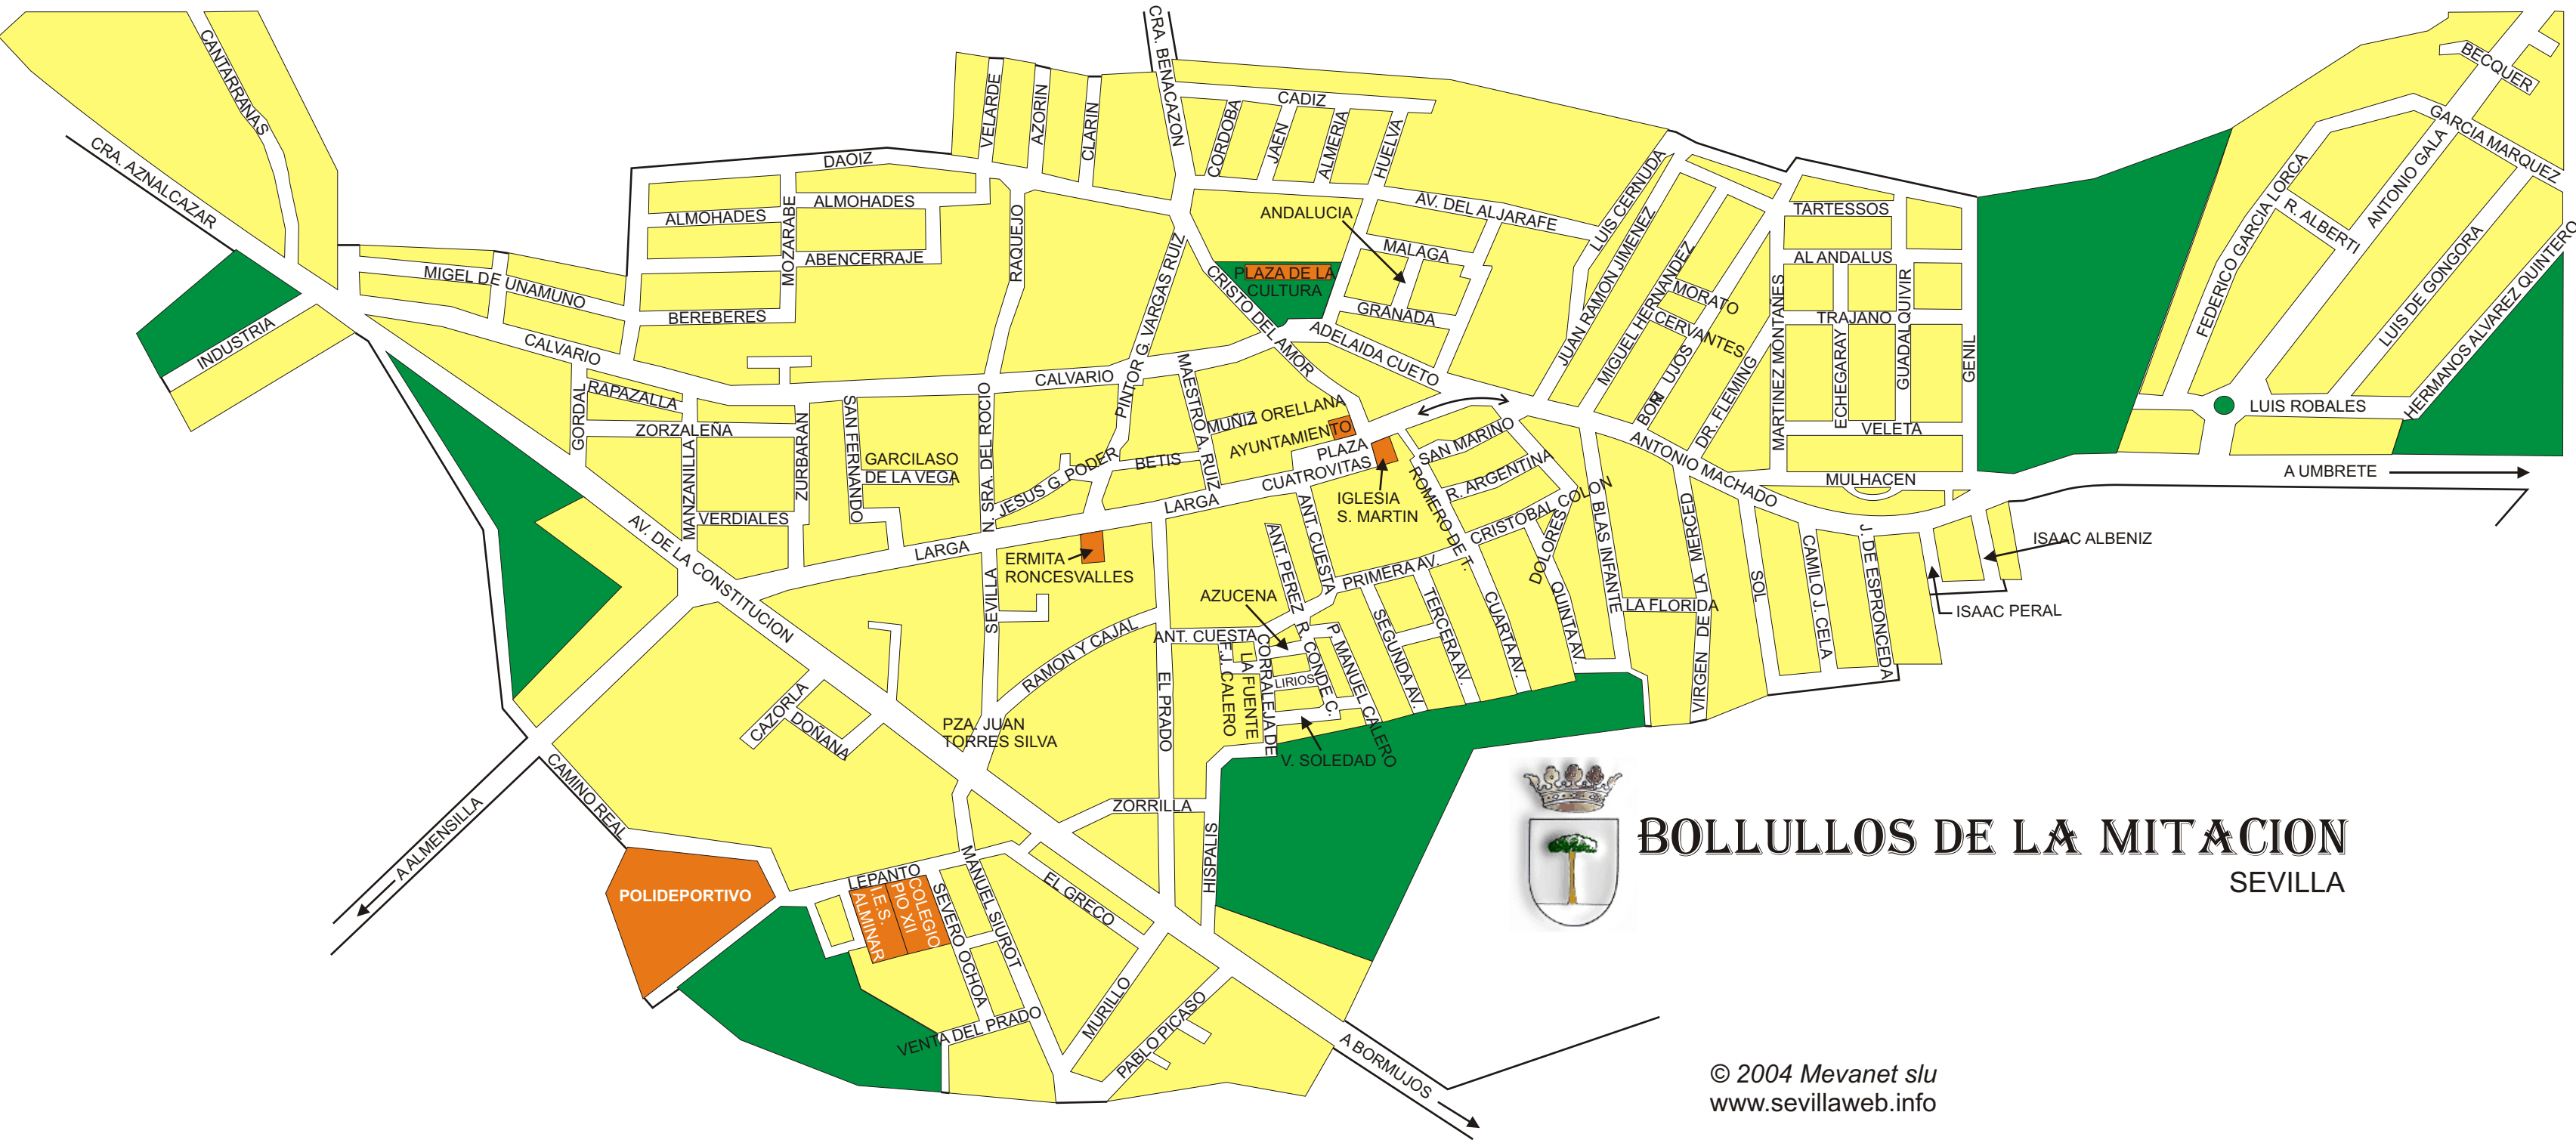 CANTARRANAS
CRA. AZNALCAZAR
INDUSTRIA
MIGEL DE UNAMUNO
CALVARIO
DAOIZ
ALMOHADES
ALMOHADES
MOZARABE
ABENCERRAJE
BEREBERES
VELARDE
AZORIN
CLARIN
CRA. BENACAZON
RAQUEJO
CADIZ
CORDOBA
JAEN
ALMERIA
HUELVA
AV. DEL ALJARAFE
ANDALUCIA
MALAGA
GRANADA
PLAZA DE LA
CULTURA
CRISTO DEL AMOR
ADELAIDA CUETO
PINTOR G. VARGAS RUIZ
CALVARIO
MAESTRO A. RUIZ
MUÑIZ ORELLANA
AYUNTAMIENTO
PLAZA
CUATROVITAS
BETIS
LARGA
JESUS G. PODER
N. SRA. DEL ROCIO
GARCILASO
DE LA VEGA
SAN FERNANDO
ZURBARAN
RAPAZALLA
GORDAL
ZORZALEÑA
MANZANILLA
VERDIALES
LARGA
AV. DE LA CONSTITUCION
ERMITA
RONCESVALLES
SEVILLA
RAMON Y CAJAL
PZA. JUAN
TORRES SILVA
EL PRADO
ANT. CUESTA
ANT. CUESTA
ANT. PEREZ R.
AZUCENA
F.J. CALERO
LA FUENTE
CORRALEJA DE
LIRIOS
CONDE C.
P. MANUEL CALERO
V. SOLEDAD
IGLESIA
S. MARTIN
SAN MARINO
R. ARGENTINA
CRISTOBAL COLON
ROMERO DE T.
PRIMERA AV.
SEGUNDA AV.
TERCERA AV.
CUARTA AV.
QUINTA AV.
DOLORES
BLAS INFANTE
LA FLORIDA
VIRGEN DE LA MERCED
ANTONIO MACHADO
SOL
CAMILO J. CELA
J. DE ESPRONCEDA
ISAAC ALBENIZ
ISAAC PERAL
LUIS CERNUDA
JUAN RAMON JIMENEZ
MIGUEL HERNANDEZ
MORATO
CERVANTES
DR. FLEMING
MARTINEZ MONTAÑES
TARTESSOS
AL ANDALUS
TRAJANO
ECHEGARAY
GUADALQUIVIR
GENIL
VELETA
MULHACEN
A UMBRETE
BECQUER
GARCIA MARQUEZ
FEDERICO GARCIA LORCA
R. ALBERTI
ANTONIO GALA
LUIS DE GONGORA
HERMANOS ALVAREZ QUINTERO
LUIS ROBALES
CAZORLA
DOÑANA
CAMINO REAL
A ALMENSILLA
POLIDEPORTIVO
LEPANTO
I.E.S.
ALMINAR
COLEGIO
PIO XII
SEVERO OCHOA
MANUEL SIUROT
VENTA DEL PRADO
EL GRECO
MURILLO
PABLO PICASO
ZORRILLA
HISPALIS
A BORMUJOS
BOLLULLOS DE LA MITACION
SEVILLA
© 2004 Mevanet slu
www.sevillaweb.info